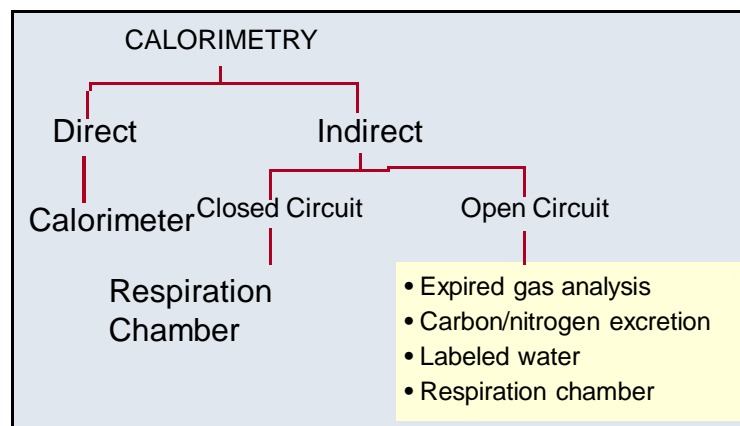 CALORIMETRY
Direct
Indirect
Calorimeter
Closed Circuit
Open Circuit
Respiration
Chamber
• Expired gas analysis
• Carbon/nitrogen excretion
• Labeled water
• Respiration chamber